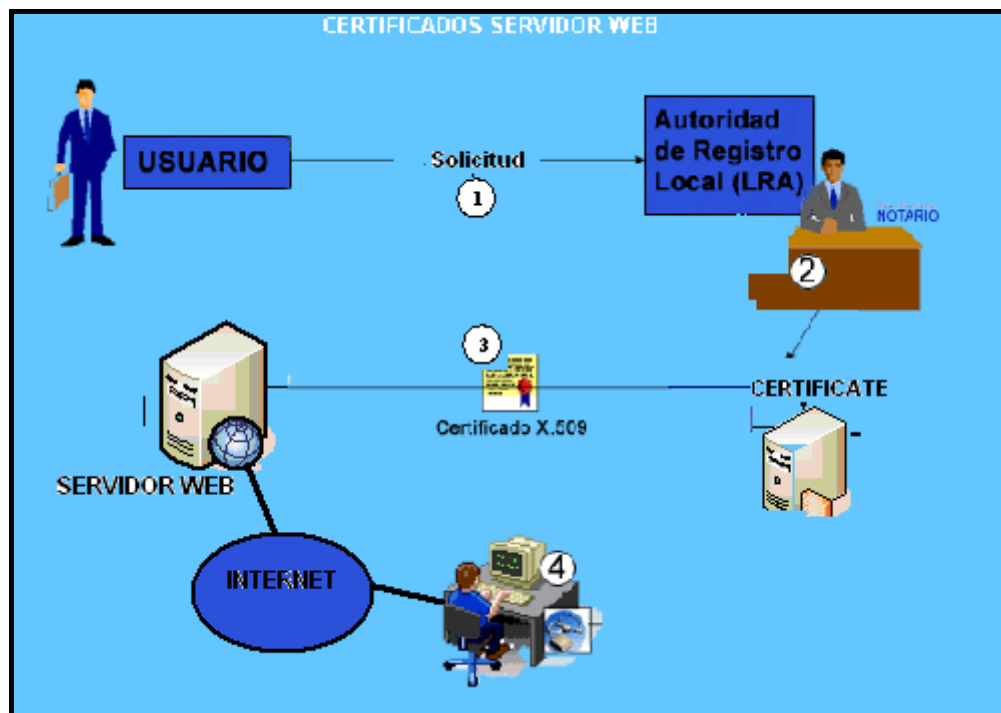 CERTIFICADOS SERVIDOR WEB
USUARIO
Solicitud
1
Autoridad
de Registro
Local (LRA)
NOTARIO
2
3
Certificado X.509
CERTIFICATE
SERVIDOR WEB
INTERNET
4